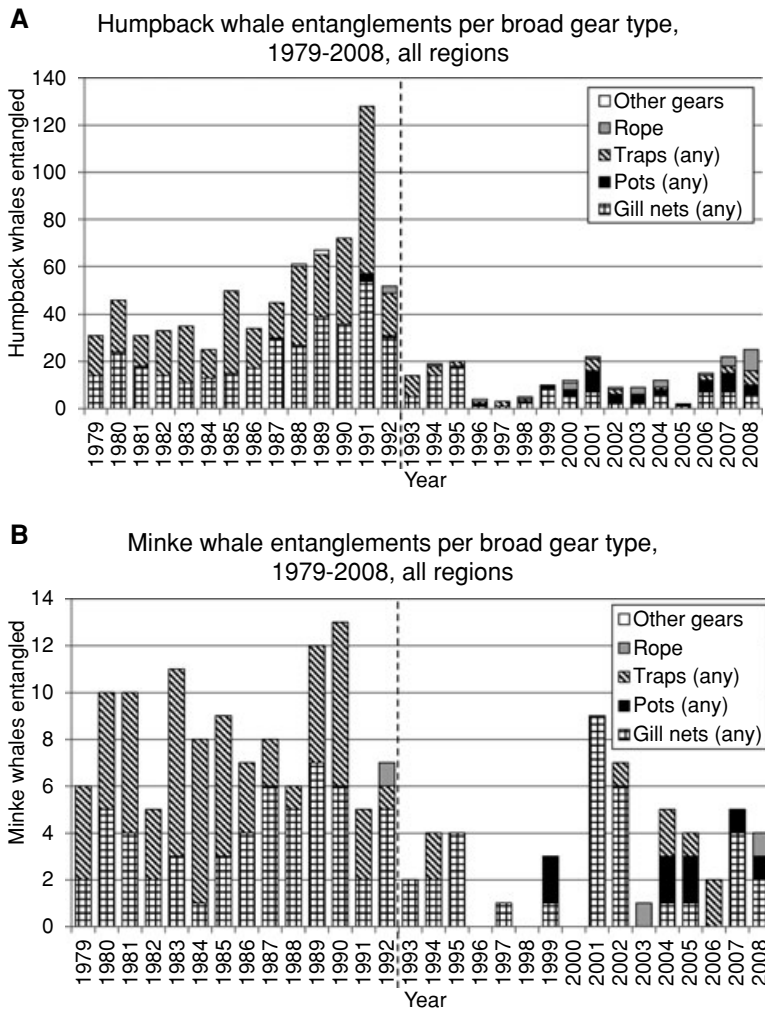 A
Humpback whale entanglements per broad gear type,
1979-2008, all regions
Humpback whales entangled
140
120
100
80
60
40
20
0
Other gears
Rope
Traps (any)
Pots (any)
Gill nets (any)
1979 1980 1981 1982 1983 1984 1985 1986 1987 1988 1989 1990 1991 1992 1993 1994 1995 1996 1997 1998 1999 2000 2001 2002 2003 2004 2005 2006 2007 2008
Year
B
Minke whale entanglements per broad gear type,
1979-2008, all regions
Minke whales entangled
14
12
10
8
6
4
2
0
Other gears
Rope
Traps (any)
Pots (any)
Gill nets (any)
1979 1980 1981 1982 1983 1984 1985 1986 1987 1988 1989 1990 1991 1992 1993 1994 1995 1996 1997 1998 1999 2000 2001 2002 2003 2004 2005 2006 2007 2008
Year